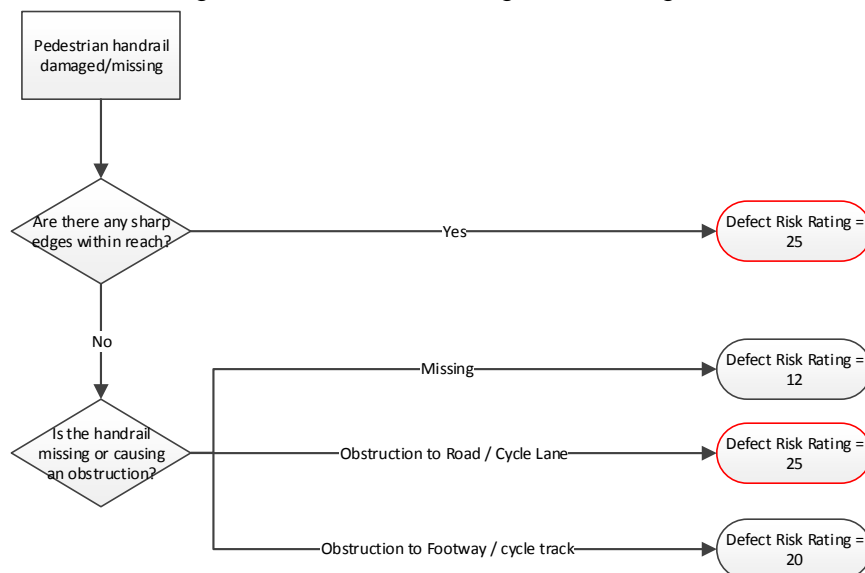 Pedestrian handrail
damaged/missing
Are there any sharp
edges within reach?
Yes
Defect Risk Rating =
25
No
Missing
Defect Risk Rating =
12
Is the handrail
missing or causing
an obstruction?
Obstruction to Road / Cycle Lane
Defect Risk Rating =
25
Obstruction to Footway / cycle track
Defect Risk Rating =
20